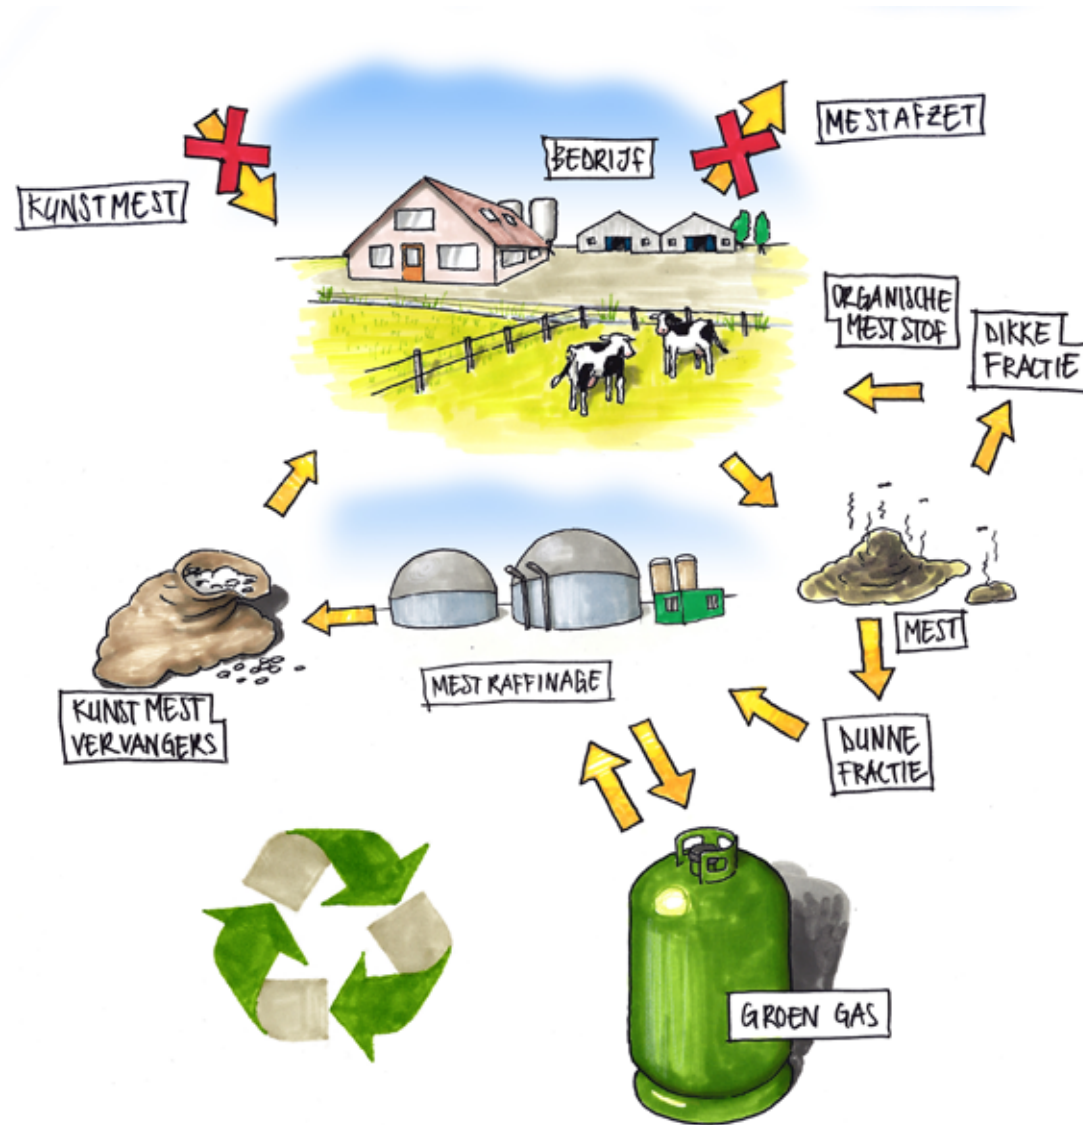 MESTAFZET
BEDRIJF
KUNSTMEST
ORGANISCHE
MESTSTOF
DIKKE
FRACTIE
MEST
MESTRAFFINAGE
KUNSTMEST
VERVANGERS
DUNNE
FRACTIE
GROEN GAS